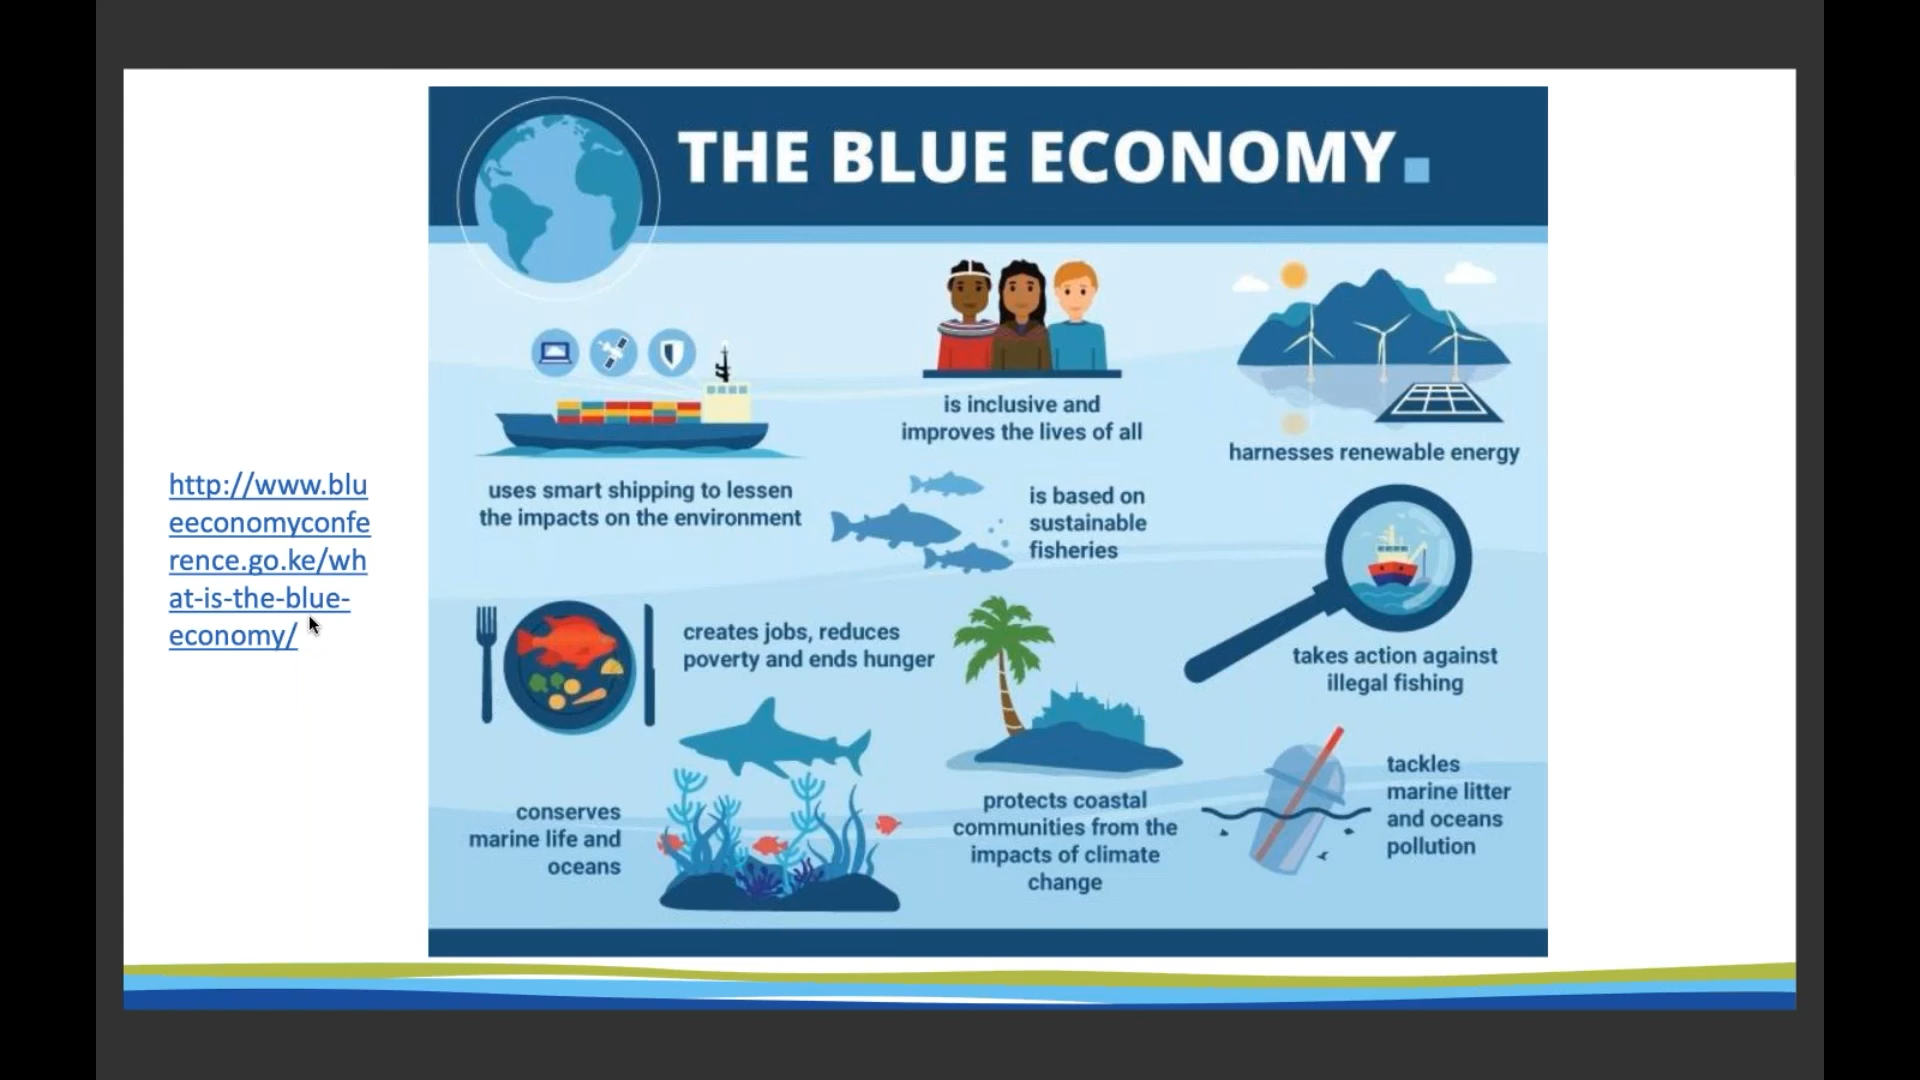 THE BLUE ECONOMY.
http://www.blu
eeconomyconfe
rence.go.ke/wh
at-is-the-blue-
economy/
uses smart shipping to lessen
the impacts on the environment
is inclusive and
improves the lives of all
harnesses renewable energy
is based on
sustainable
fisheries
takes action against
illegal fishing
creates jobs, reduces
poverty and ends hunger
conserves
marine life and
oceans
protects coastal
communities from the
impacts of climate
change
tackles
marine litter
and oceans
pollution